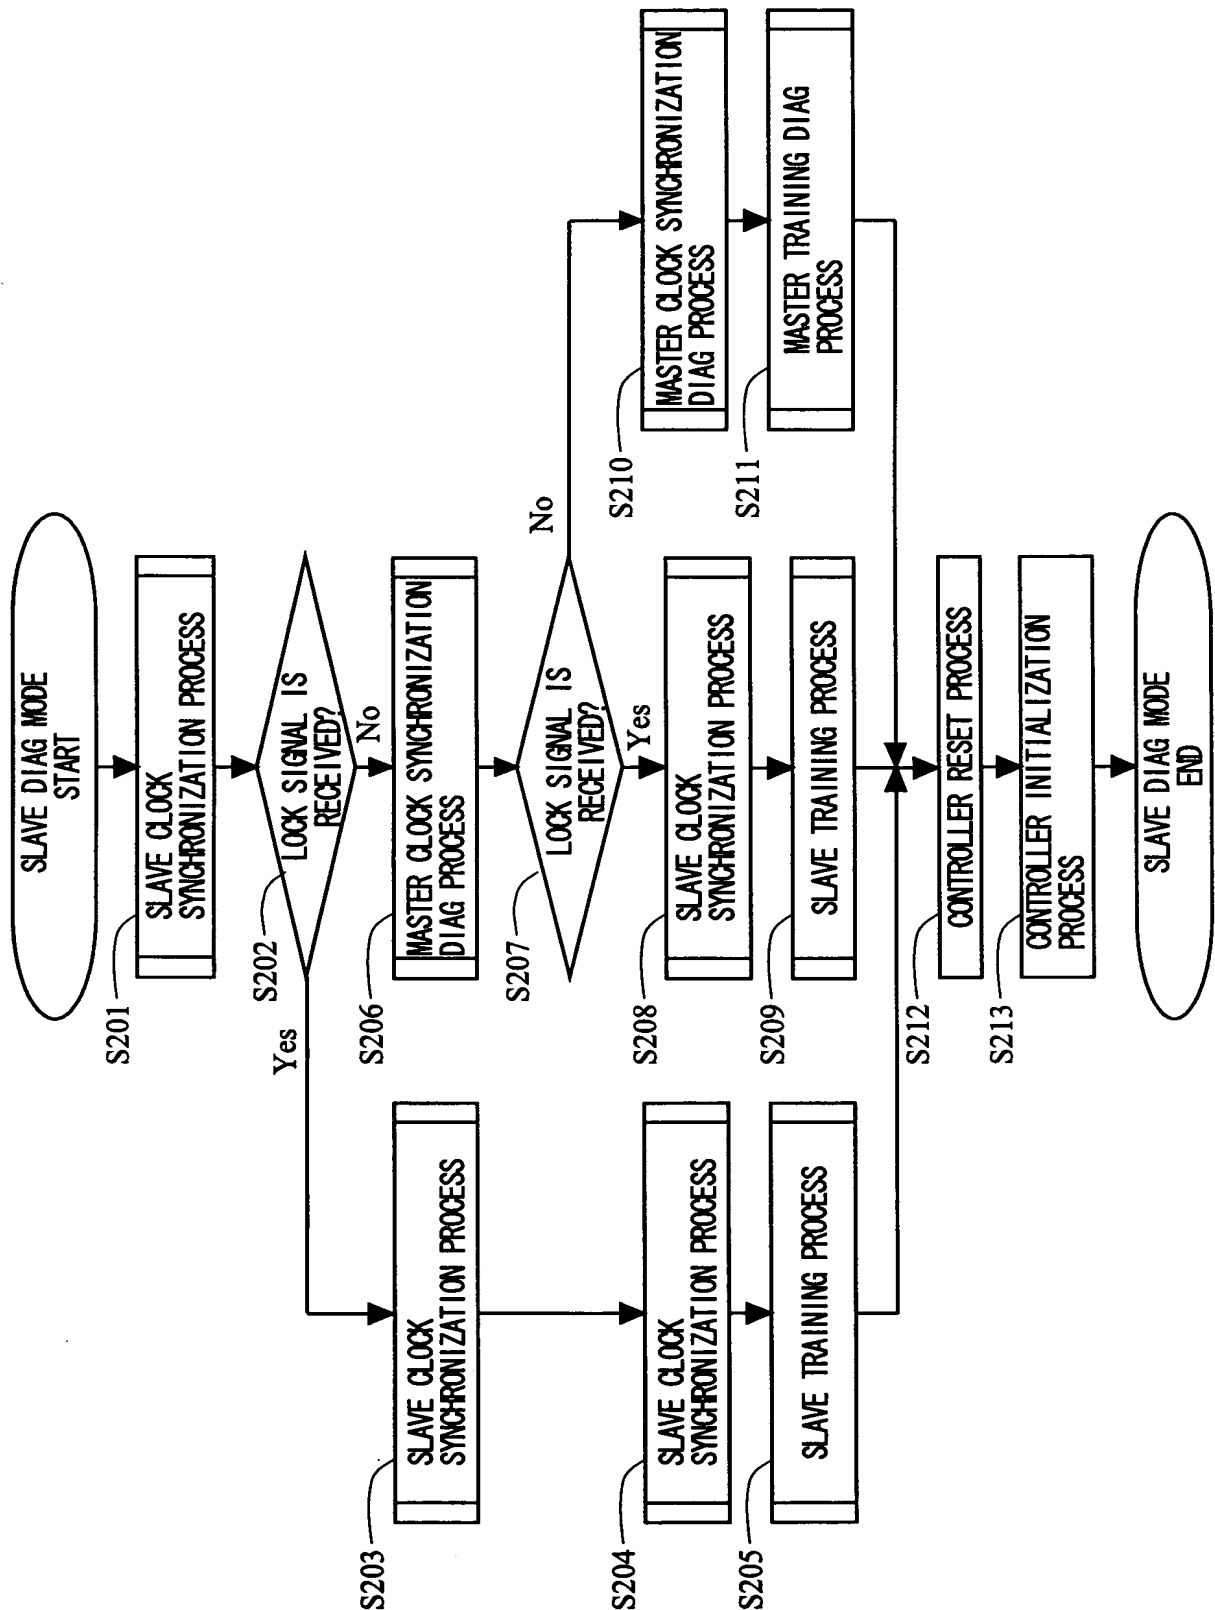 SLAVE DIAG MODE
START
S201
SLAVE CLOCK
SYNCHRONIZATION PROCESS
S202
LOCK SIGNAL IS
RECEIVED?
Yes
No
S203
SLAVE CLOCK
SYNCHRONIZATION PROCESS
S204
SLAVE CLOCK
SYNCHRONIZATION PROCESS
S205
SLAVE TRAINING PROCESS
S206
MASTER CLOCK SYNCHRONIZATION
DIAG PROCESS
S207
LOCK SIGNAL IS
RECEIVED?
No
Yes
S208
SLAVE CLOCK
SYNCHRONIZATION PROCESS
S209
SLAVE TRAINING PROCESS
S210
MASTER CLOCK SYNCHRONIZATION
DIAG PROCESS
S211
MASTER TRAINING DIAG
PROCESS
S212
CONTROLLER RESET PROCESS
S213
CONTROLLER INITIALIZATION
PROCESS
SLAVE DIAG MODE
END